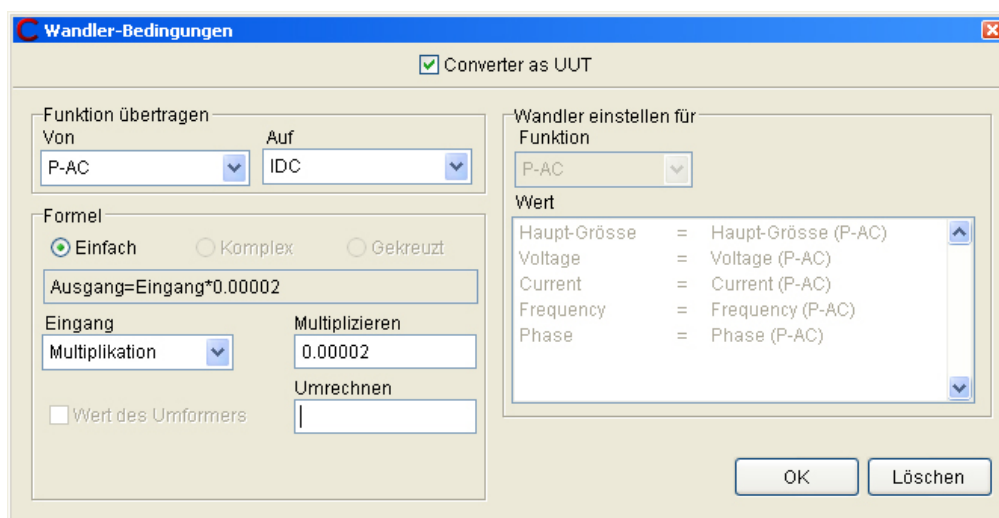 Wandler-Bedingungen
Converter as UUT
Funktion übertragen
Von
Auf
P-AC
IDC
Formel
Einfach
Komplex
Gekreuzt
Ausgang=Eingang*0.00002
Eingang
Multiplizieren
Multiplikation
0.00002
Umrechnen
Wert des Umformers
Wandler einstellen für
Funktion
P-AC
Wert
Haupt-Grösse = Haupt-Grösse (P-AC)
Voltage = Voltage (P-AC)
Current = Current (P-AC)
Frequency = Frequency (P-AC)
Phase = Phase (P-AC)
OK
Löschen